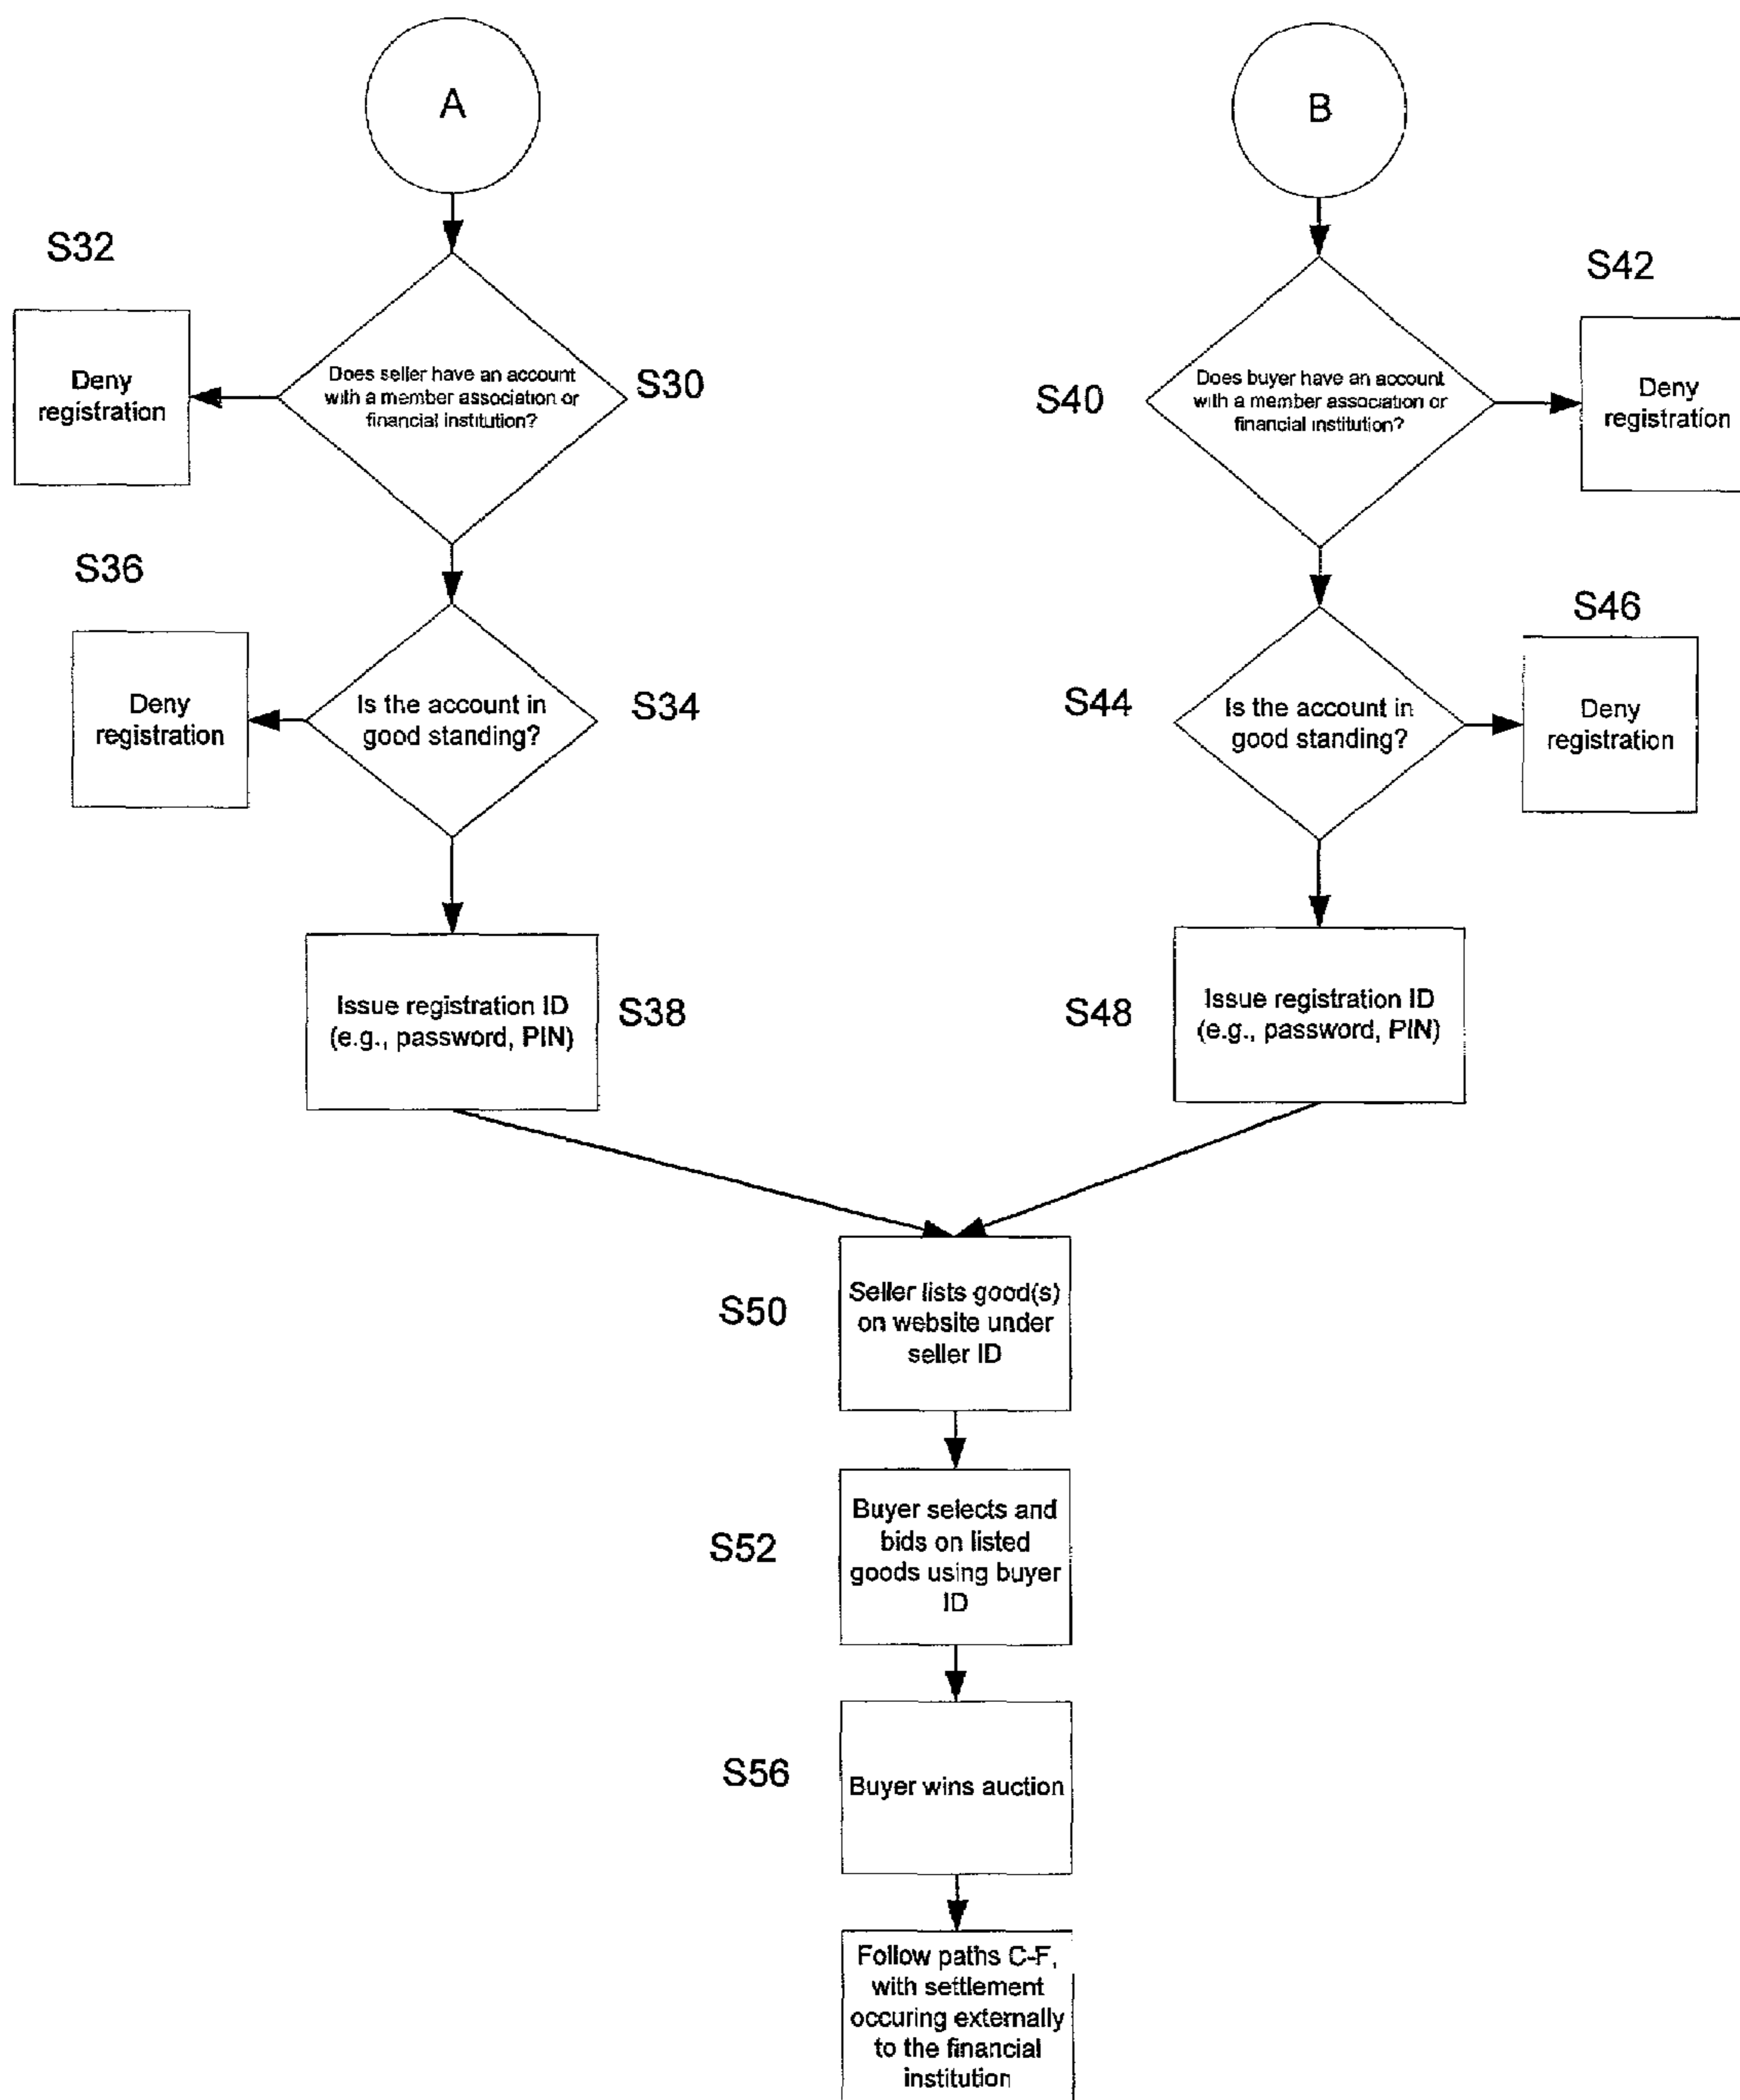 A
B
S32
S42
Deny
registration
Does seller have an account
with a member association or
financial institution?
S30
S40
Does buyer have an account
with a member association or
financial institution?
Deny
registration
S36
S46
Deny
registration
Is the account in
good standing?
S34
S44
Is the account in
good standing?
Deny
registration
Issue registration ID
(e.g., password, PIN)
S38
S48
Issue registration ID
(e.g., password, PIN)
S50
Seller lists good(s)
on website under
seller ID
S52
Buyer selects and
bids on listed
goods using buyer
ID
S56
Buyer wins auction
Follow paths C-F,
with settlement
occuring externally
to the financial
institution